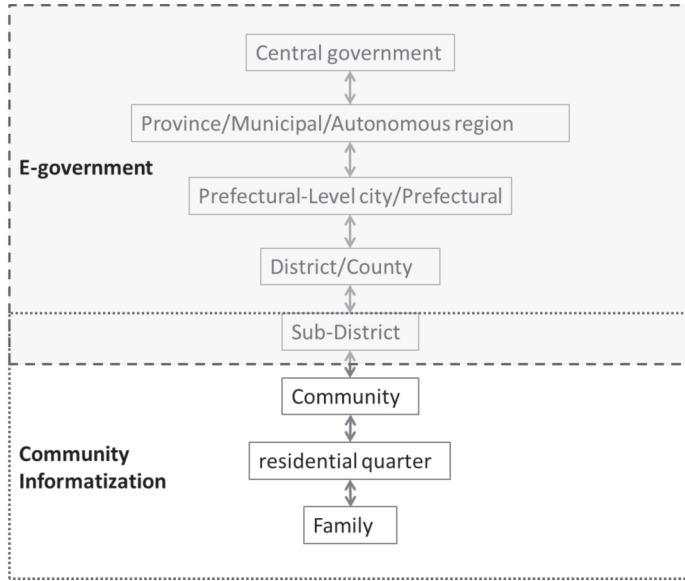 Central government
Province/Municipal/Autonomous region
E-government
Prefectural-Level city/Prefectural
District/County
Sub-District
Community
Community
Informatization
residential quarter
Family